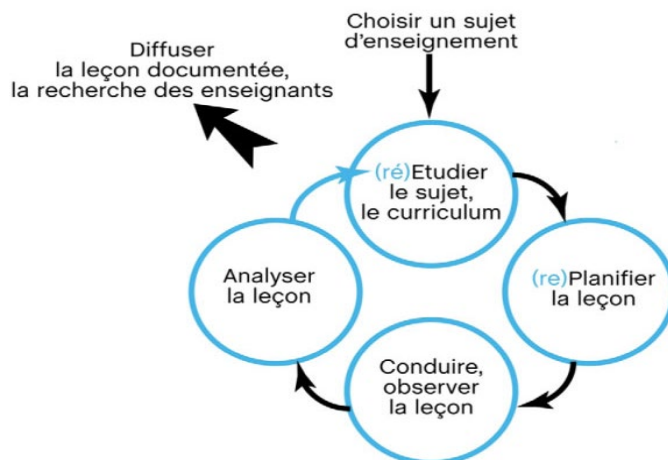 Choisir un sujet
d'enseignement
Diffuser
la leçon documentée,
la recherche des enseignants
(ré)Etudier
le sujet,
le curriculum
(re)Planifier
la leçon
Conduire,
observer
la leçon
Analyser
la leçon